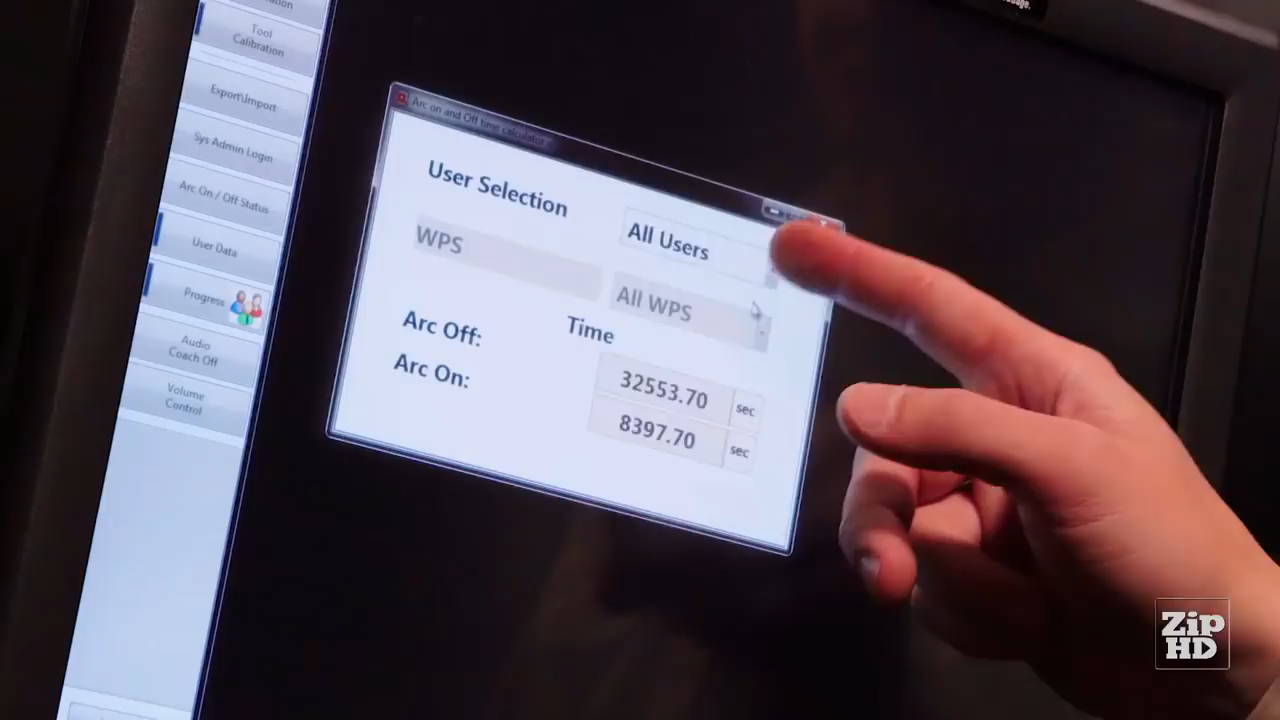 Tool
Calibration
Export\Import
Sys Admin Login
Arc On / Off Status
User Data
Progress
Audio
Coach Off
Volume
Control
Arc on and Off time calculator
User Selection
All Users
WPS
All WPS
Time
Arc Off:
32553.70 sec
Arc On:
8397.70 sec
Zip
HD